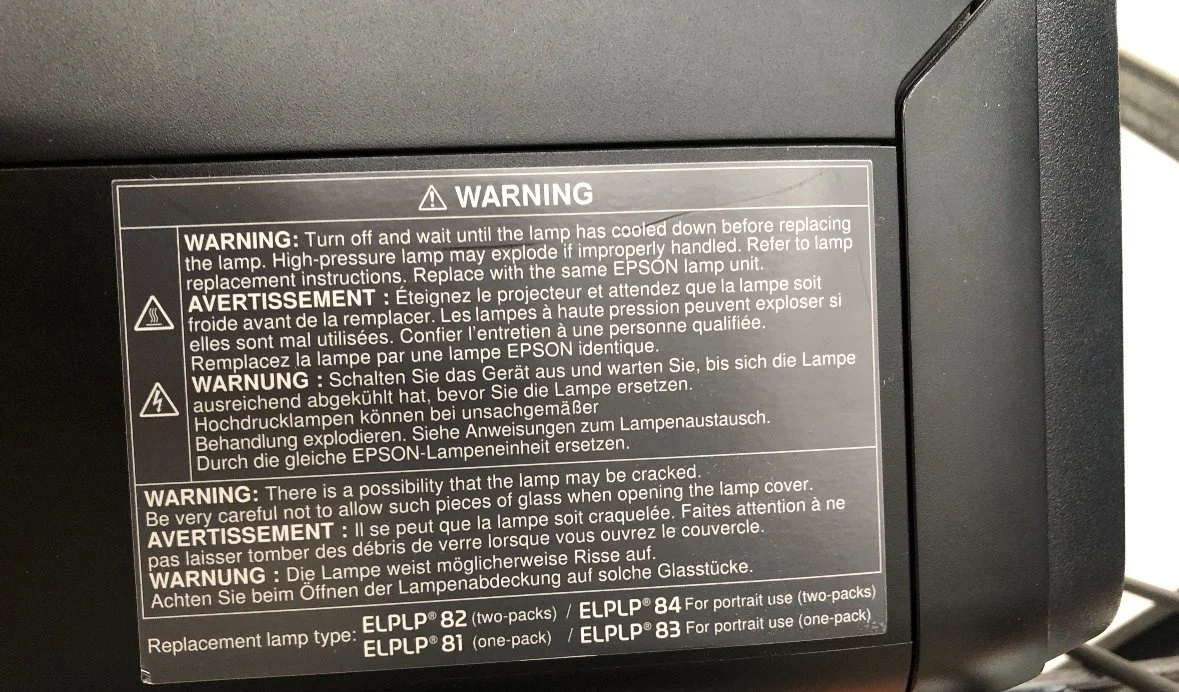 WARNING
WARNING: Turn off and wait until the lamp has cooled down before replacing
the lamp. High-pressure lamp may explode if improperly handled. Refer to lamp
replacement instructions. Replace with the same EPSON lamp unit.
AVERTISSEMENT : Éteignez le projecteur et attendez que la lampe soit
froide avant de la remplacer. Les lampes à haute pression peuvent exploser si
elles sont mal utilisées. Confier l'entretien à une personne qualifiée.
Remplacez la lampe par une lampe EPSON identique.
WARNUNG : Schalten Sie das Gerät aus und warten Sie, bis sich die Lampe
ausreichend abgekühlt hat, bevor Sie die Lampe ersetzen.
Hochdrucklampen können bei unsachgemäßer
Behandlung explodieren. Siehe Anweisungen zum Lampenaustausch.
Durch die gleiche EPSON-Lampeneinheit ersetzen.
WARNING: There is a possibility that the lamp may be cracked.
Be very careful not to allow such pieces of glass when opening the lamp cover.
AVERTISSEMENT : Il se peut que la lampe soit craquelée. Faites attention à ne
pas laisser tomber des débris de verre lorsque vous ouvrez le couvercle.
WARNUNG : Die Lampe weist möglicherweise Risse auf.
Achten Sie beim Öffnen der Lampenabdeckung auf solche Glasstücke.
Replacement lamp type: ELPLP® 82 (two-packs) / ELPLP® 84 For portrait use (two-packs)
ELPLP® 81 (one-pack) / ELPLP® 83 For portrait use (one-pack)